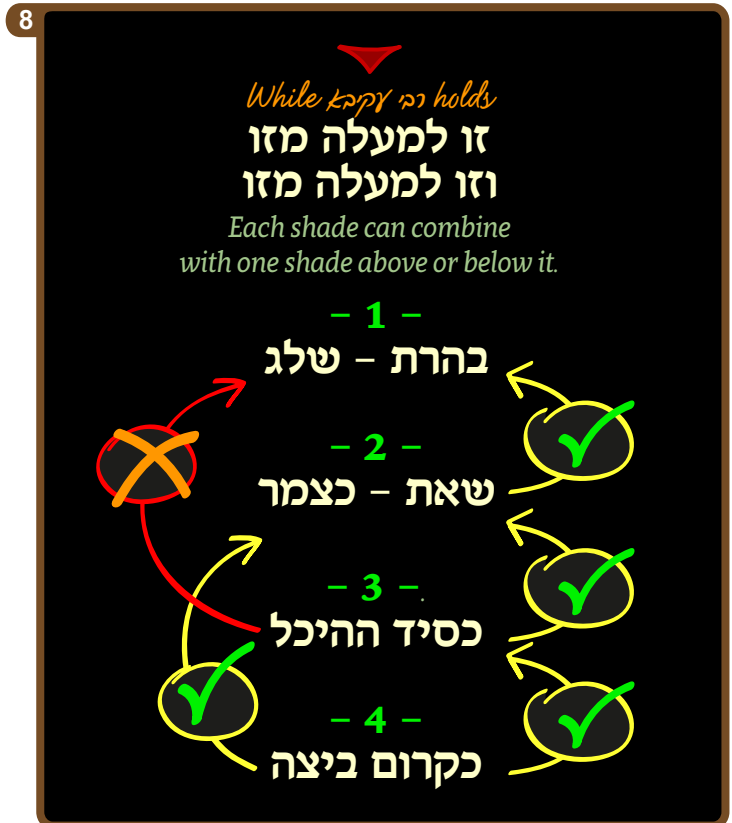 8
While רבי עקיבא holds
זו למעלה מזו
וזו למעלה מזו
Each shade can combine
with one shade above or below it.
– 1 –
בהרת – שלג
– 2 –
שאת – כצמר
– 3 –
כסיד ההיכל
– 4 –
כקרום ביצה